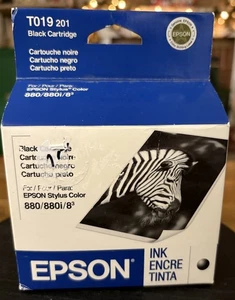 T019 201
Black Cartridge
EPSON
Cartouche noire
Cartucho negro
Cartucho preto
For / Pour / Para:
EPSON Stylus Color
880/880i/8³
Black
Cartouche noire
Cartucho negro
Cartucho preto
For / Pour / Para:
EPSON Stylus Color
880/880i/8³
EPSON
INK
ENCRE
TINTA